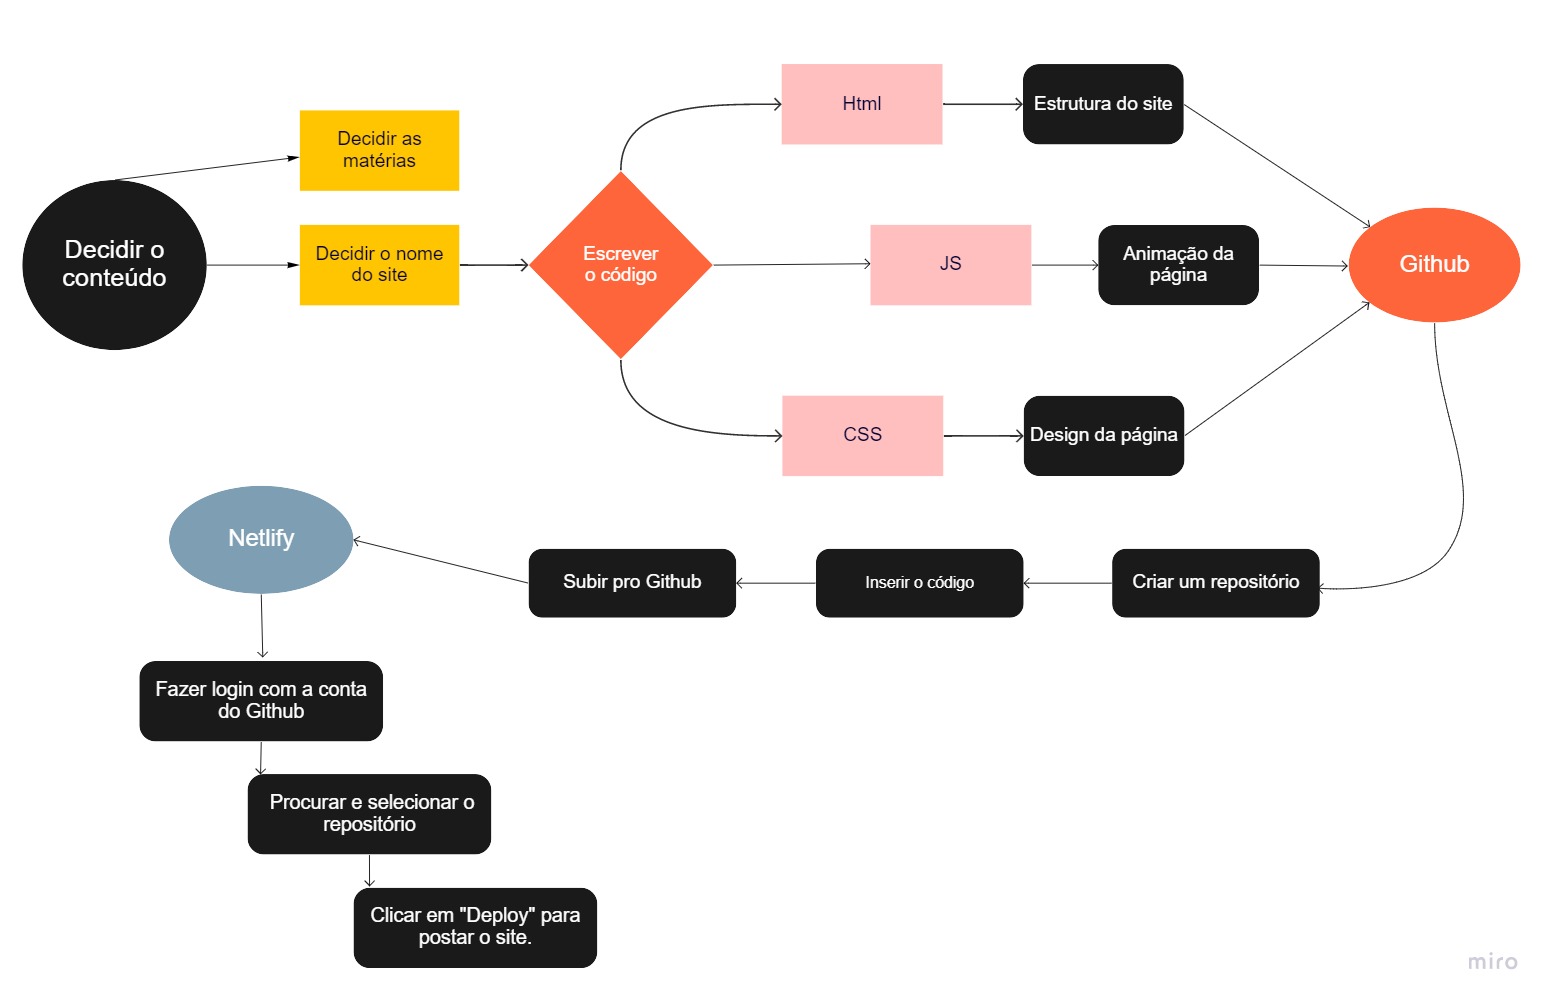 Decidir o
conteúdo
Decidir as
matérias
Decidir o nome
do site
Escrever
o código
Html
Estrutura do site
JS
Animação da
página
CSS
Design da página
Github
Criar um repositório
Inserir o código
Subir pro Github
Netlify
Fazer login com a conta
do Github
Procurar e selecionar o
repositório
Clicar em "Deploy" para
postar o site.
miro